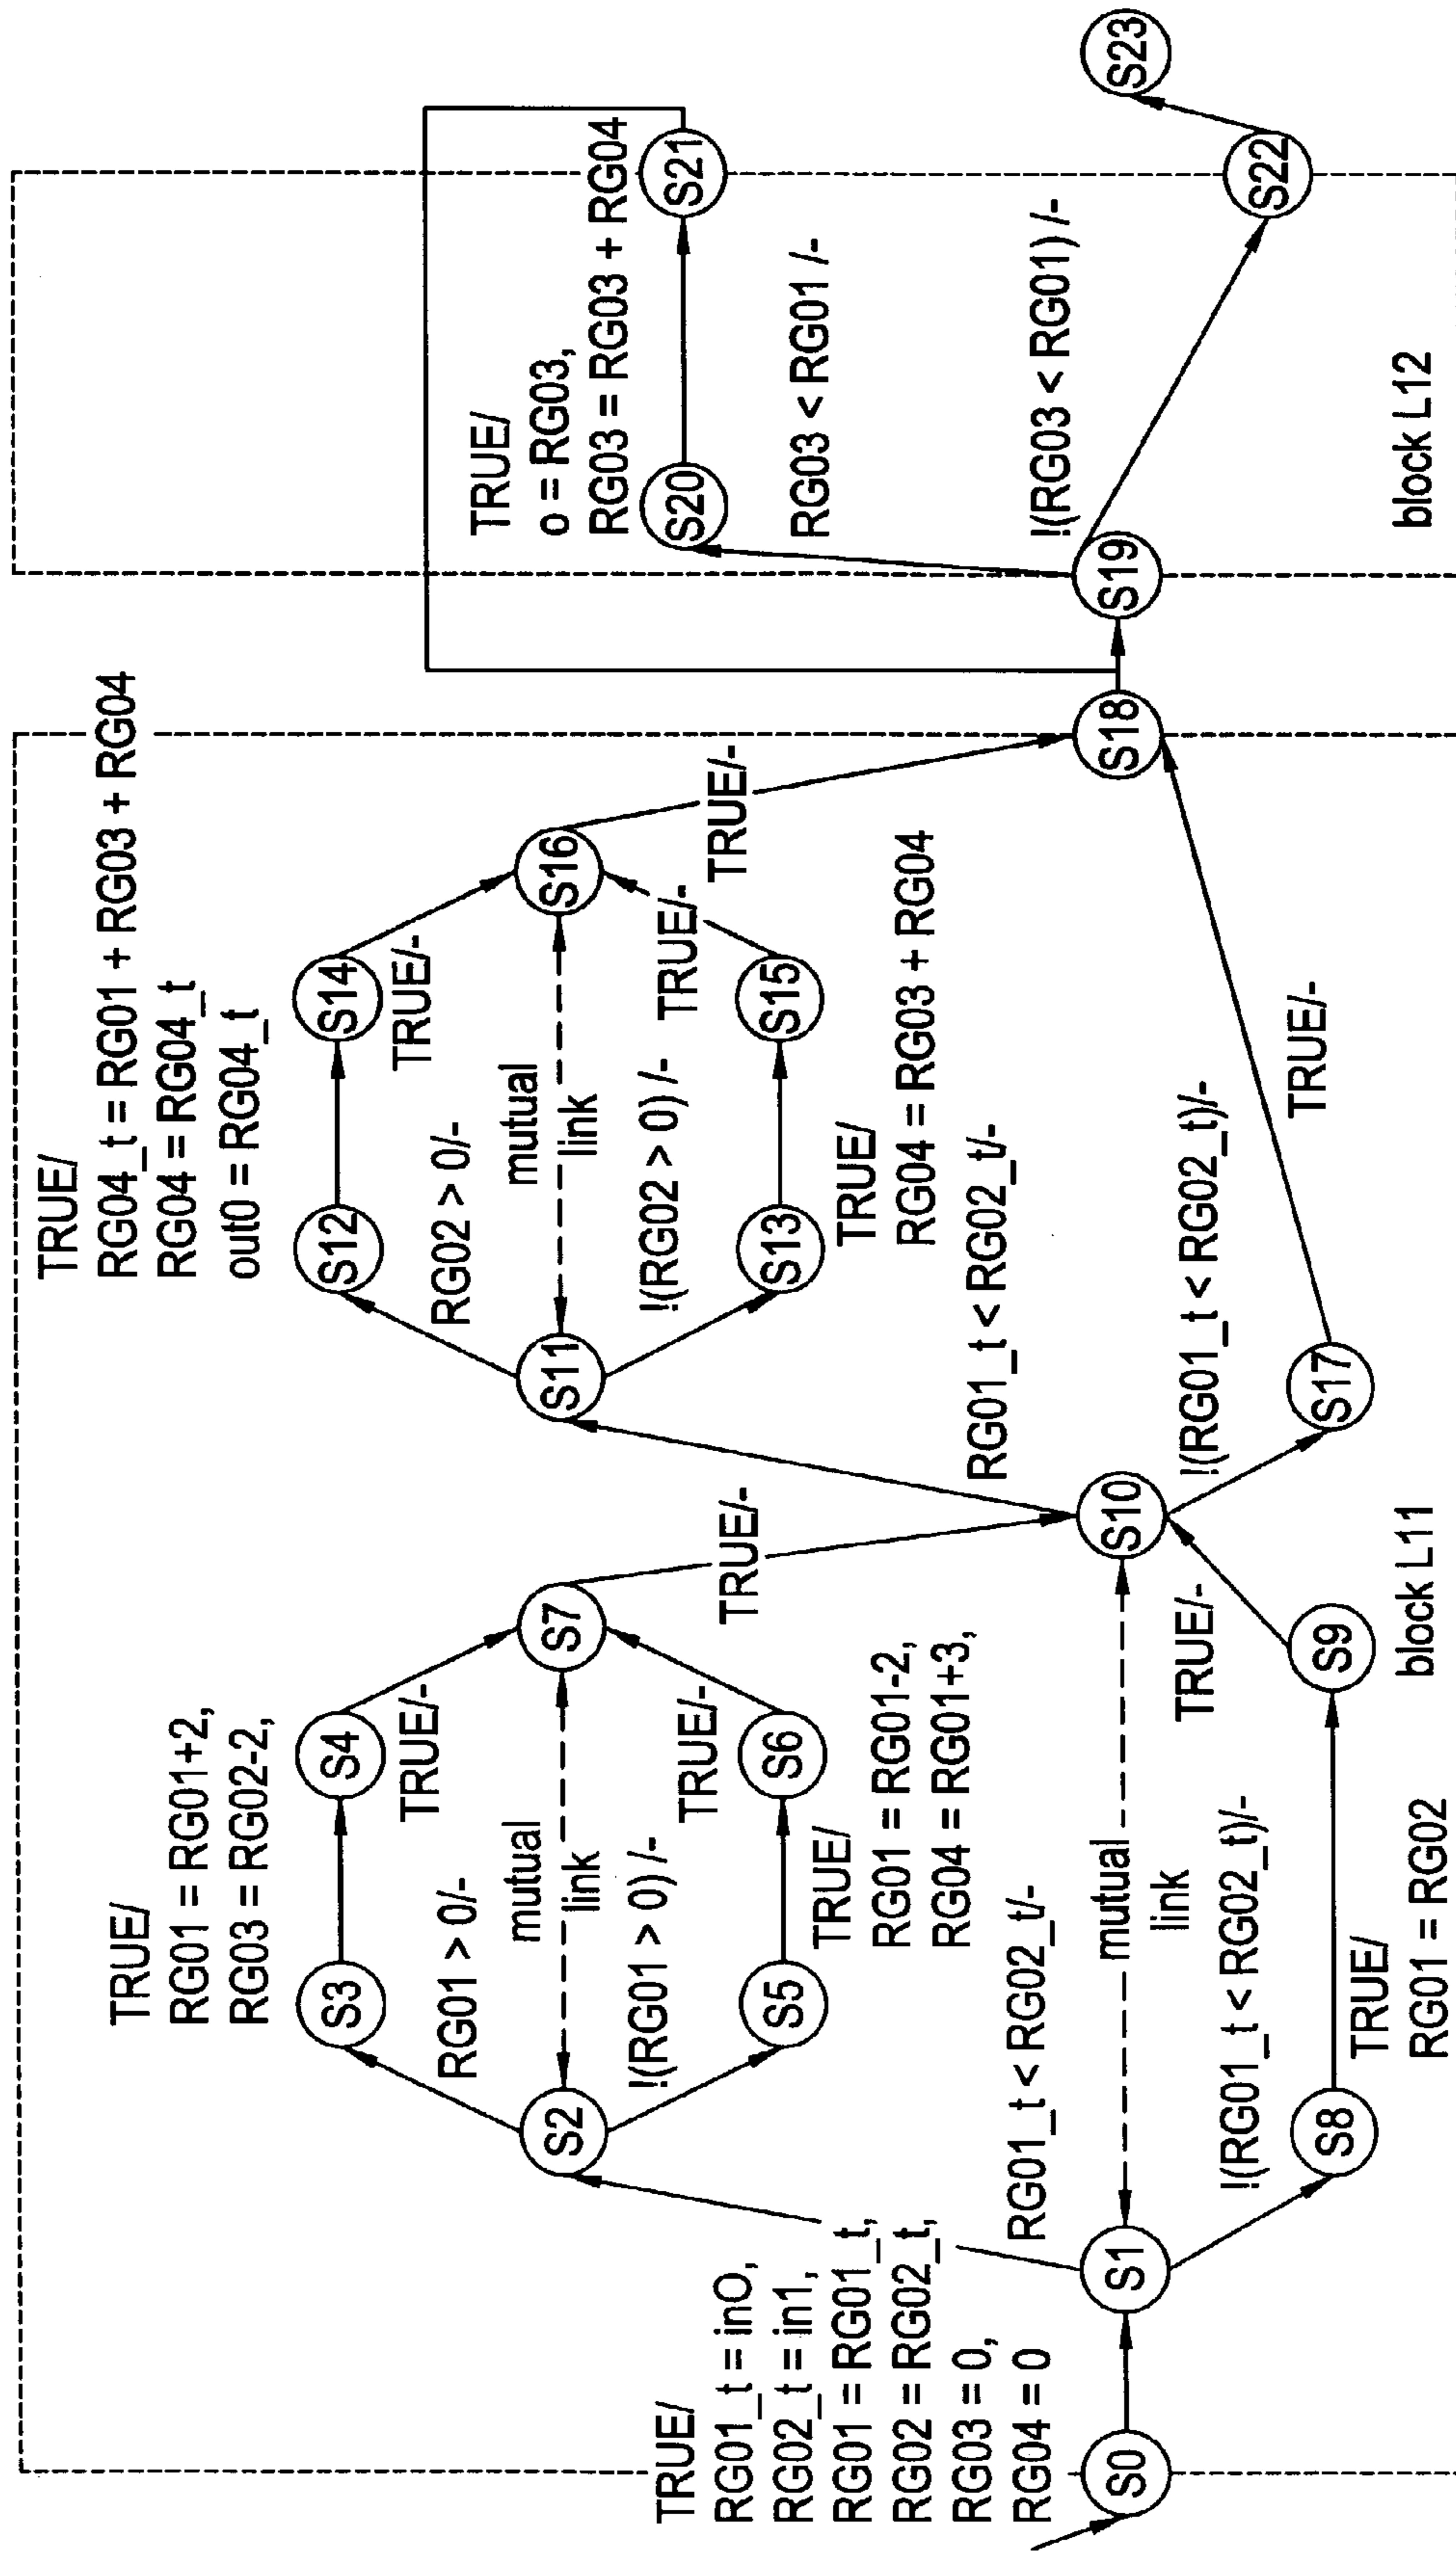 TRUE/
RG01_t = in0,
RG02_t = in1,
RG01 = RG01_t,
RG02 = RG02_t,
RG03 = 0,
RG04 = 0
S0
S1
RG01_t < RG02_t/-
!(RG01_t < RG02_t)/-
mutual
link
S2
RG01 > 0/-
!(RG01 > 0) /-
mutual
link
TRUE/
RG01 = RG01+2,
RG03 = RG02-2,
S3
S4
TRUE/-
S5
S6
TRUE/-
TRUE/
RG01 = RG01-2,
RG04 = RG01+3,
S7
TRUE/-
S8
S9
TRUE/
RG01 = RG02
TRUE/-
block L11
S10
RG01_t < RG02_t/-
!(RG01_t < RG02_t)/-
S11
RG02 > 0/-
!(RG02 > 0) /-
mutual
link
TRUE/
RG04_t = RG01 + RG03 + RG04
RG04 = RG04_t
out0 = RG04_t
S12
S14
TRUE/-
S13
S15
TRUE/-
TRUE/
RG04 = RG03 + RG04
S16
TRUE/-
S17
TRUE/-
S18
S19
TRUE/
o = RG03,
RG03 = RG03 + RG04
S20
S21
RG03 < RG01 /-
!(RG03 < RG01) /-
S22
S23
block L12